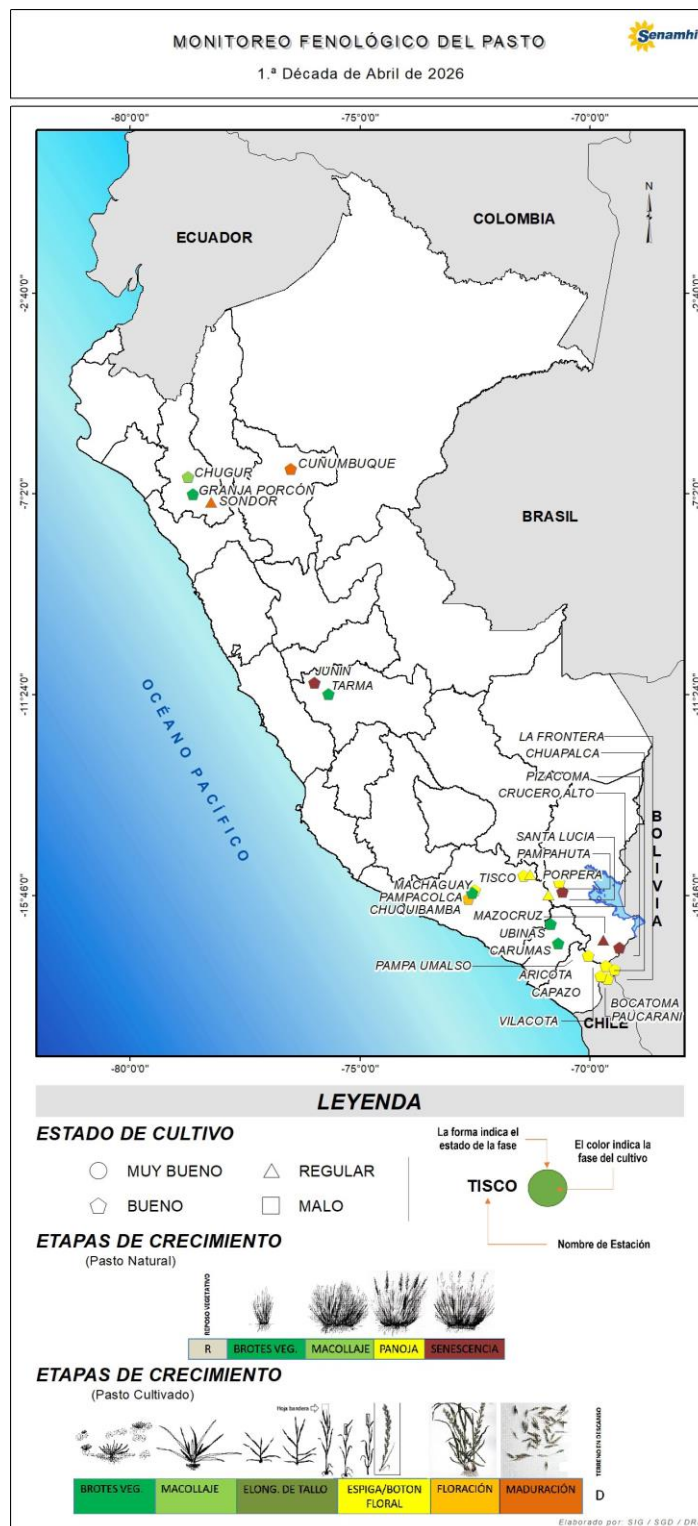 MONITOREO FENOLÓGICO DEL PASTO
Senamhi
1.ª Década de Abril de 2026
-80°0'0" -75°0'0" -70°0'0"
N
COLOMBIA
ECUADOR
-2°40'0 -2°40'0
CUÑUMBUQUE
CHUGUR
GRANJA PORCÓN
SONDOR
-7°2'0 -7°2'0
BRASIL
JUNIN
TARMA
-11°24'0 -11°24'0
OCÉANO PACÍFICO
LA FRONTERA
CHUAPALCA
PIZACOMA
CRUCERO ALTO
BOLIVIA
SANTA LUCIA
PAMPAHUTA
TISCO
PORPERA
MACHAGUAY
PAMPACOLCA
CHUQUIBAMBA
-15°46'0 -15°46'0
MAZOCRUZ
UBINAS
CARUMAS
PAMPA UMALSO
ARICOTA
CAPAZO
BOCATOMA
PAUCARANI
VILACOTA
CHILE
-80°0'0" -75°0'0" -70°0'0"
LEYENDA
ESTADO DE CULTIVO
MUY BUENO
REGULAR
BUENO
MALO
La forma indica el
estado de la fase
El color indica la
fase del cultivo
TISCO
Nombre de Estación
ETAPAS DE CRECIMIENTO
(Pasto Natural)
REPOSO VEGETATIVO
R BROTES VEG. MACOLLAJE PANOJA SENESCENCIA
ETAPAS DE CRECIMIENTO
(Pasto Cultivado)
Hoja bandera
TERRENO EN DESCANSO
BROTES VEG. MACOLLAJE ELONG. DE TALLO ESPIGA/BOTON FLORAL FLORACIÓN MADURACIÓN D
Elaborado por: SIG / SGD / DR